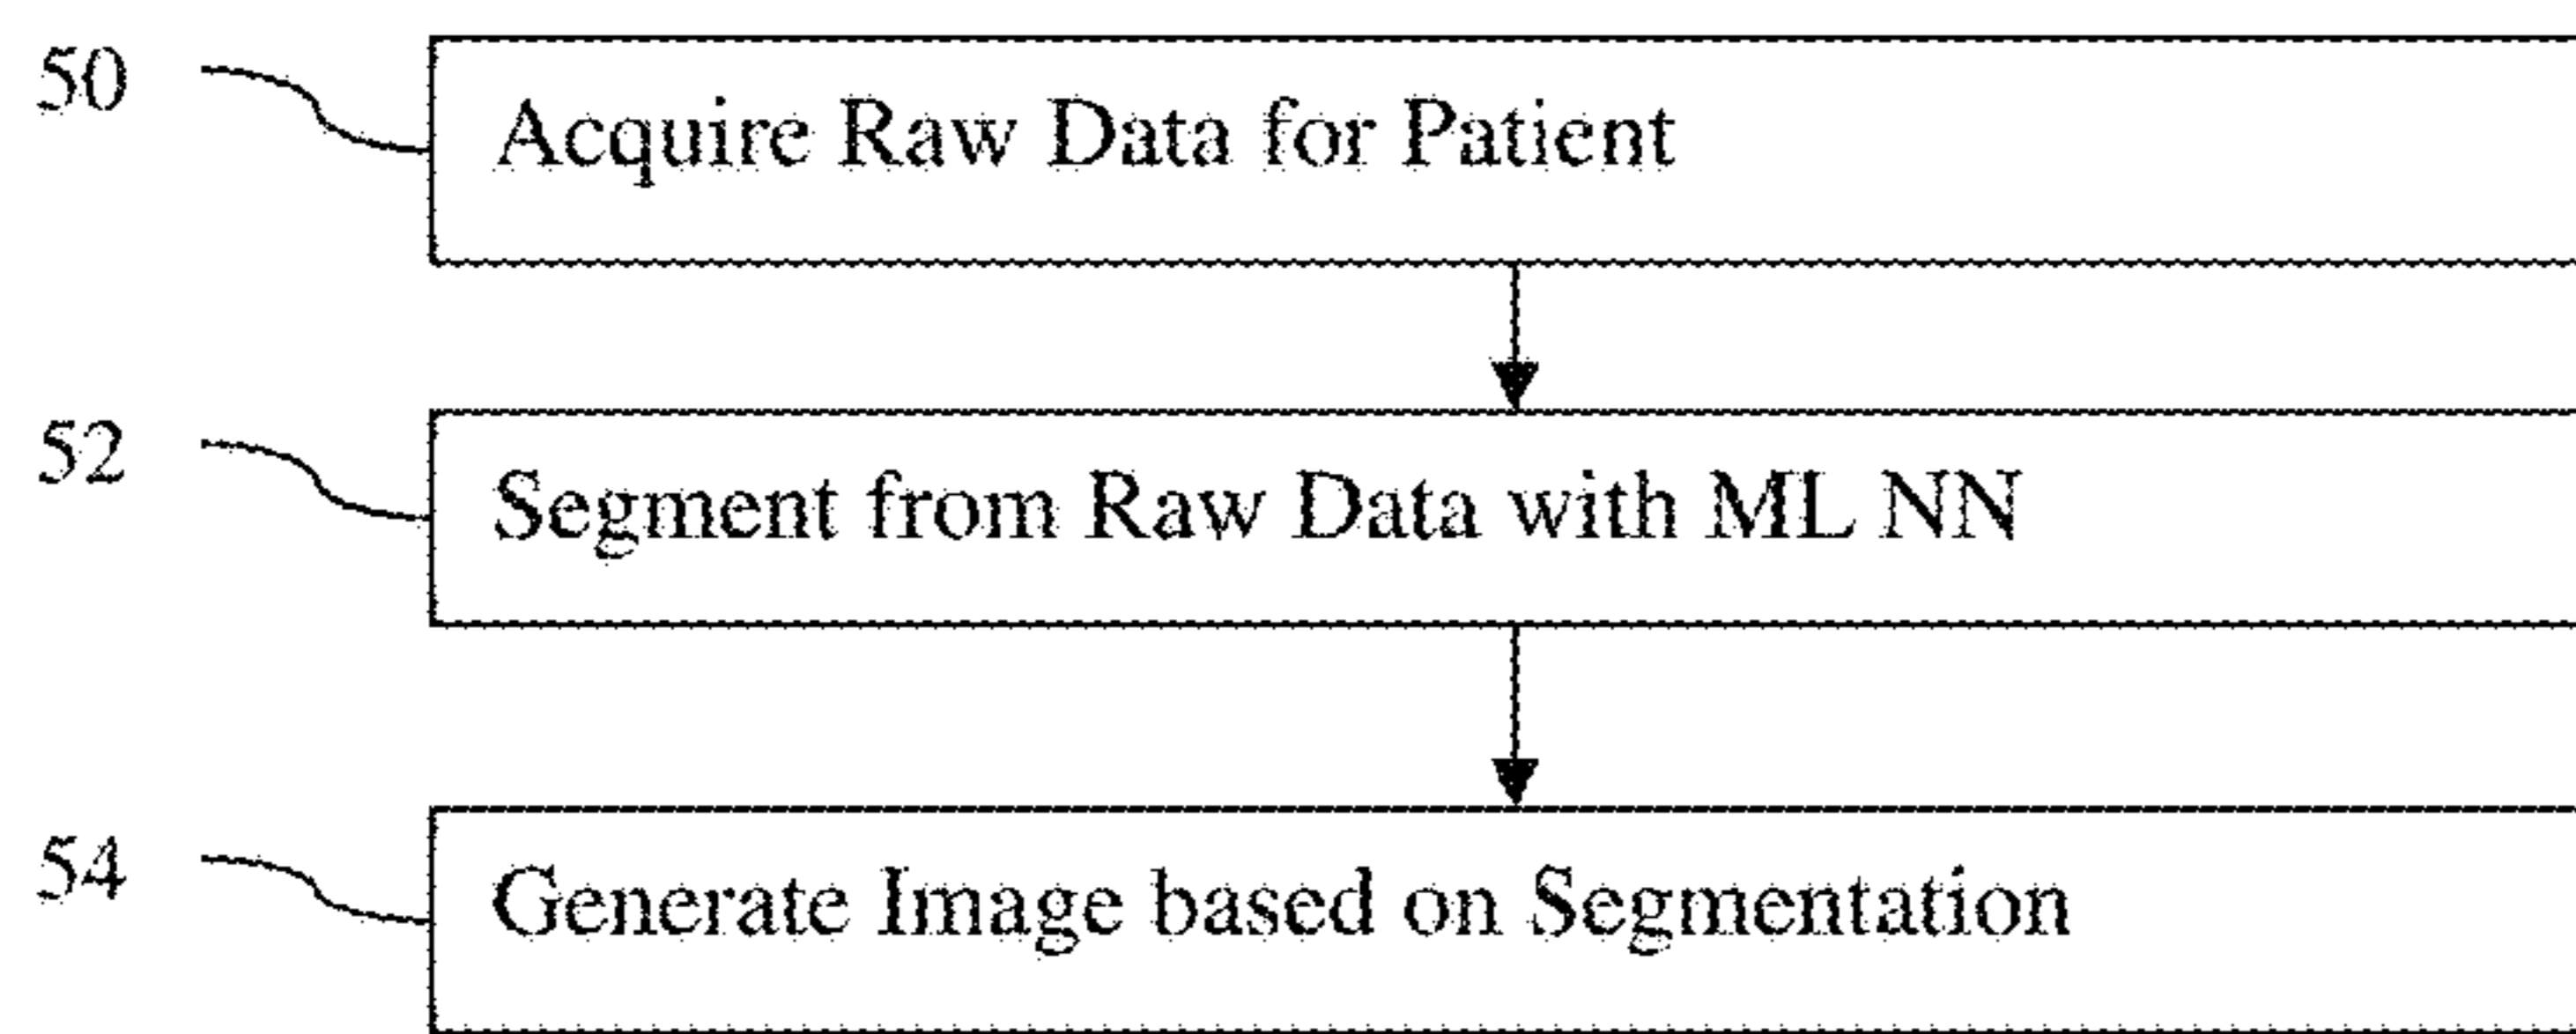 50 Acquire Raw Data for Patient
52 Segment from Raw Data with ML NN
54 Generate Image based on Segmentation